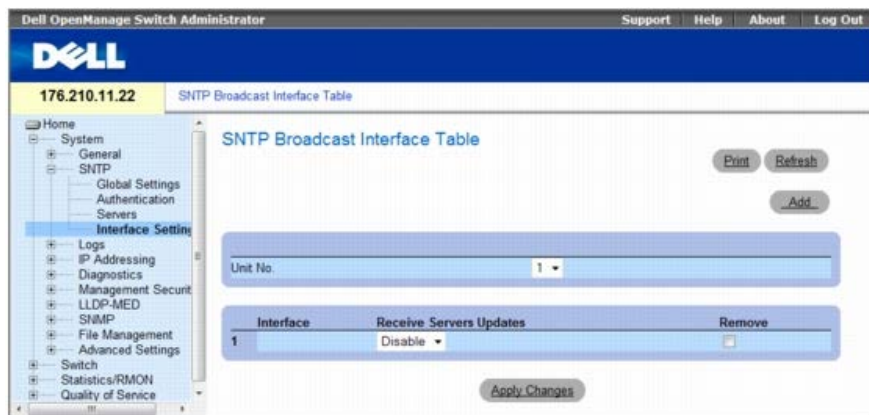 Dell OpenManage Switch Administrator
Support Help About Log Out
DELL
176.210.11.22
SNTP Broadcast Interface Table
Home
System
General
SNTP
Global Settings
Authentication
Servers
Interface Setting
Logs
IP Addressing
Diagnostics
Management Securit
LLDP-MED
SNMP
File Management
Advanced Settings
Switch
Statistics/RMON
Quality of Service
SNTP Broadcast Interface Table
Print Refresh
Add
Unit No. 1
Interface Receive Servers Updates Remove
1 Disable
Apply Changes